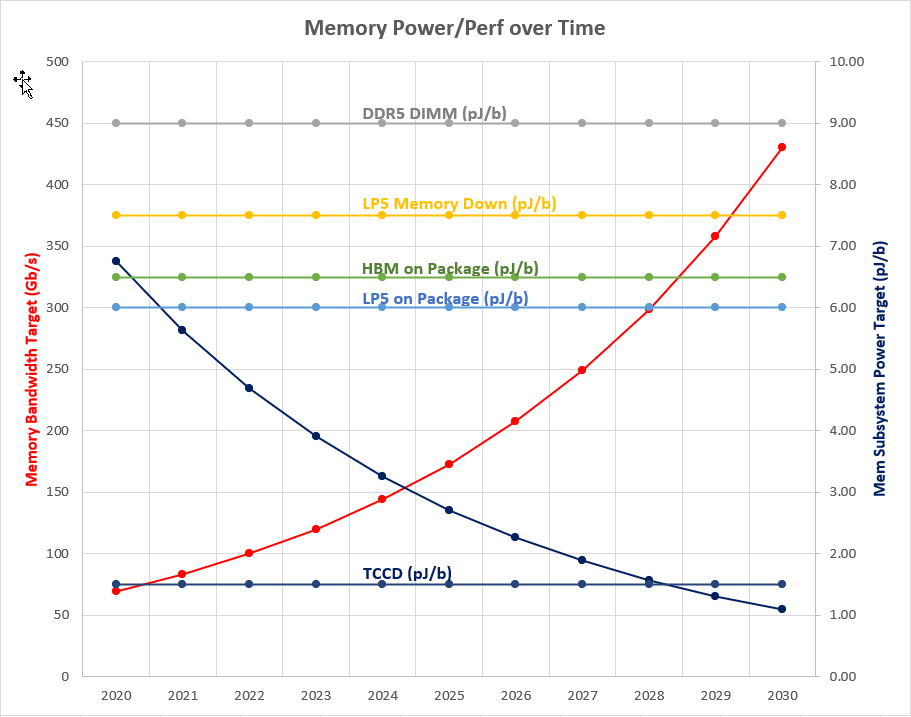 Memory Power/Perf over Time
500
450
400
350
300
250
200
150
100
50
0
Memory Bandwidth Target (Gb/s)
DDR5 DIMM (pJ/b)
LP5 Memory Down (pJ/b)
HBM on Package (pJ/b)
LP5 on Package (pJ/b)
TCCD (pJ/b)
10.00
9.00
8.00
7.00
6.00
5.00
4.00
3.00
2.00
1.00
0.00
Mem Subsystem Power Target (pJ/b)
2020 2021 2022 2023 2024 2025 2026 2027 2028 2029 2030